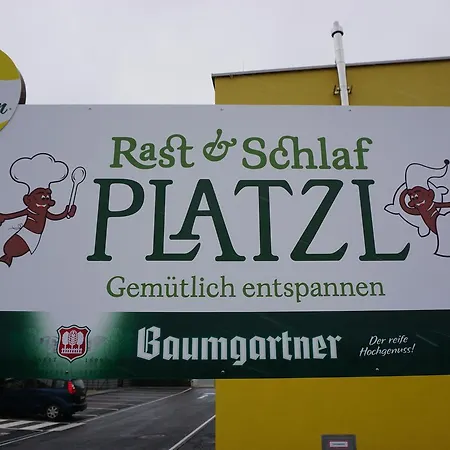 Rast & Schlaf
PLATZL
Gemütlich entspannen
Baumgartner
Der reife
Hochgenuss!